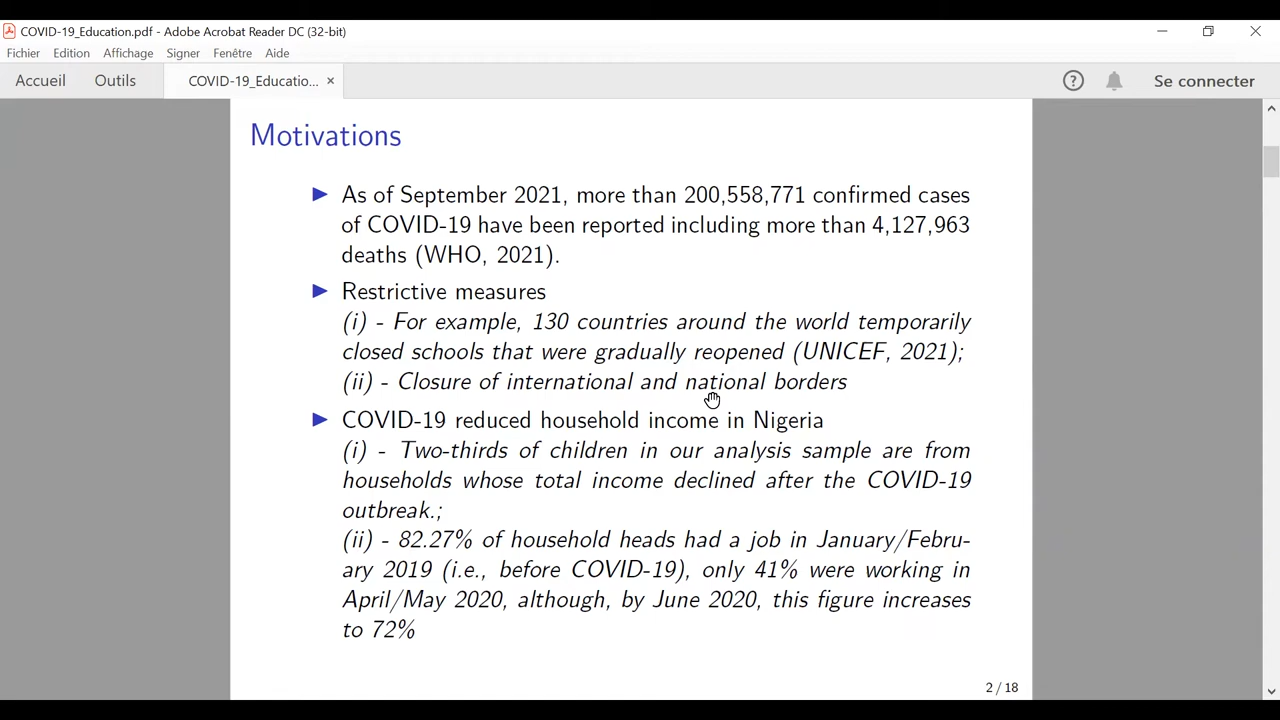 COVID-19_Education.pdf - Adobe Acrobat Reader DC (32-bit)
Fichier Edition Affichage Signer Fenêtre Aide
Accueil Outils COVID-19_Educatio... × ? Se connecter
Motivations
As of September 2021, more than 200,558,771 confirmed cases
of COVID-19 have been reported including more than 4,127,963
deaths (WHO, 2021).
Restrictive measures
(i) - For example, 130 countries around the world temporarily
closed schools that were gradually reopened (UNICEF, 2021);
(ii) - Closure of international and national borders
COVID-19 reduced household income in Nigeria
(i) - Two-thirds of children in our analysis sample are from
households whose total income declined after the COVID-19
outbreak.;
(ii) - 82.27% of household heads had a job in January/Febru-
ary 2019 (i.e., before COVID-19), only 41% were working in
April/May 2020, although, by June 2020, this figure increases
to 72%
2 / 18